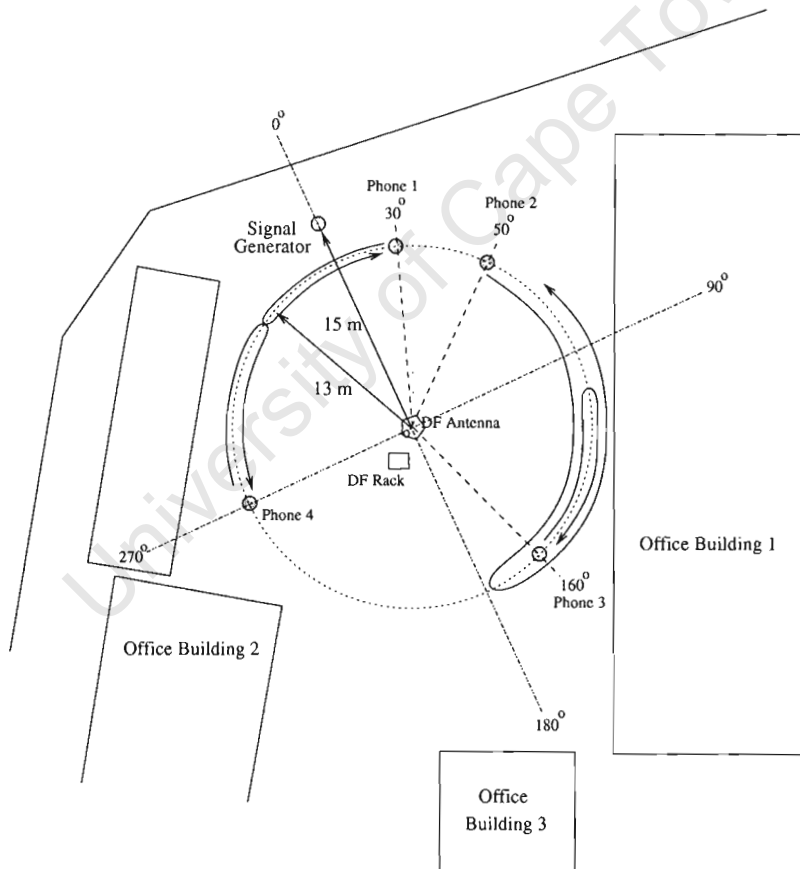 University of Cape Tow
0°
Phone 1
30°
Phone 2
50°
Signal
Generator
90°
15 m
13 m
DF Antenna
DF Rack
Phone 4
270°
Office Building 1
160°
Phone 3
Office Building 2
180°
Office
Building 3